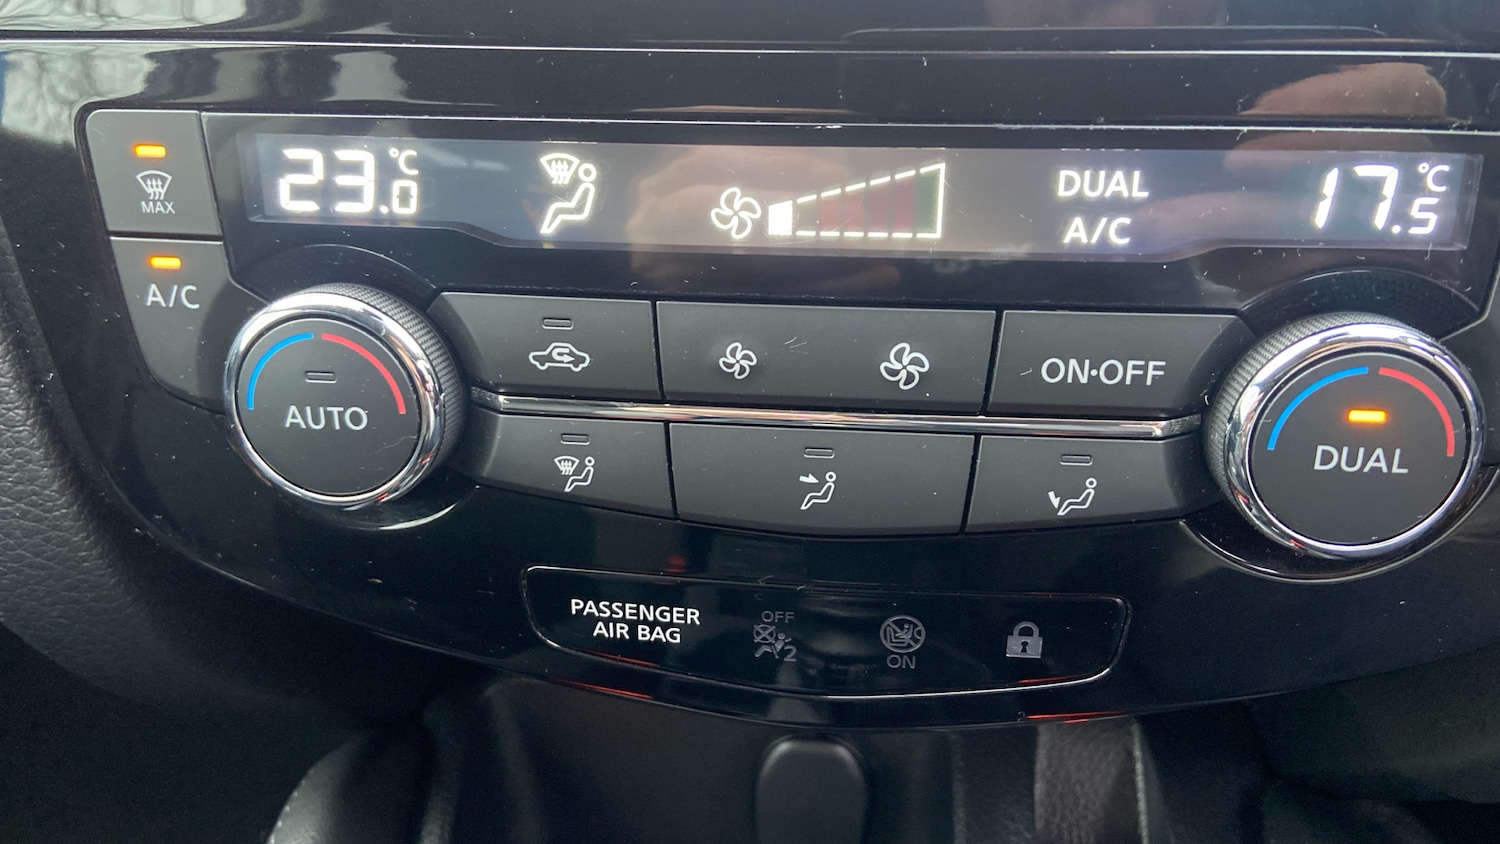 MAX
23.0 °C
DUAL
A/C
17.5 °C
A/C
AUTO
ON•OFF
DUAL
PASSENGER
AIR BAG
OFF
2
ON